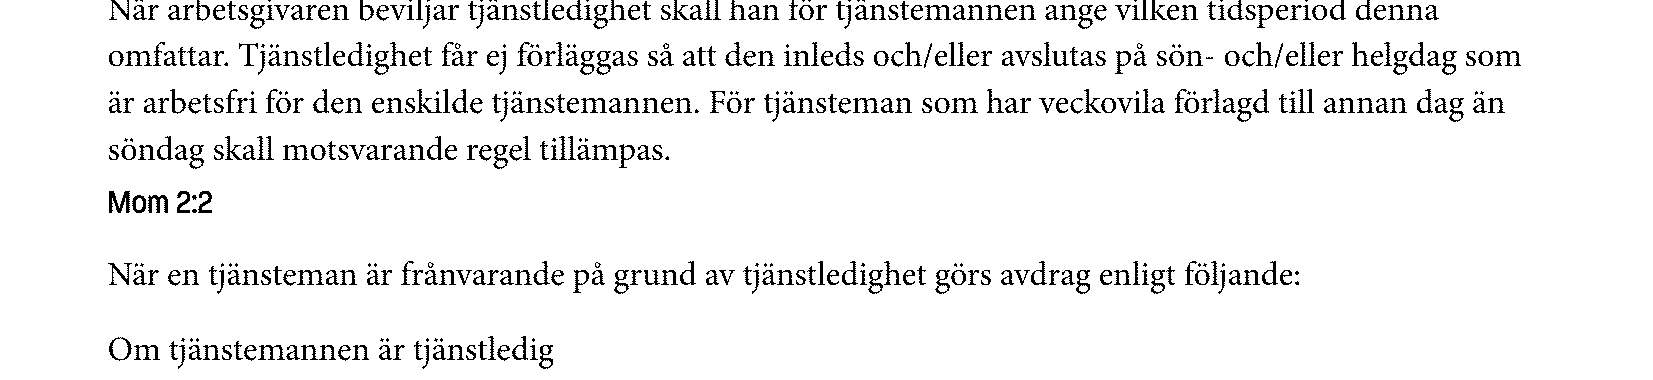 När arbetsgivaren beviljar tjänstledighet skall han för tjänstemannen ange vilken tidsperiod denna
omfattar. Tjänstledighet får ej förläggas så att den inleds och/eller avslutas på sön- och/eller helgdag som
är arbetsfri för den enskilde tjänstemannen. För tjänsteman som har veckovila förlagd till annan dag än
söndag skall motsvarande regel tillämpas.
Mom 2:2
När en tjänsteman är frånvarande på grund av tjänstledighet görs avdrag enligt följande:
Om tjänstemannen är tjänstledig